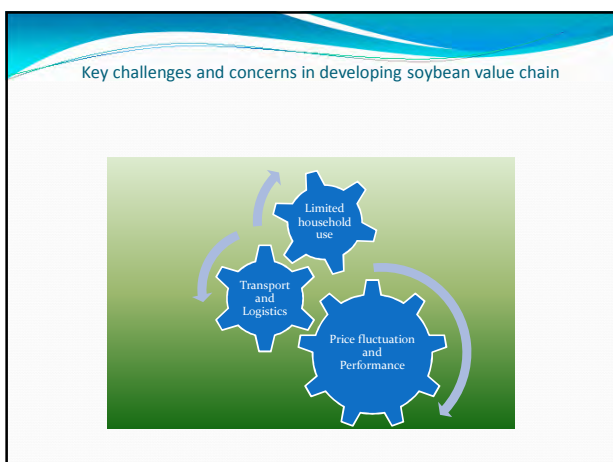 Key challenges and concerns in developing soybean value chain
Limited
household
use
Transport
and
Logistics
Price fluctuation
and
Performance